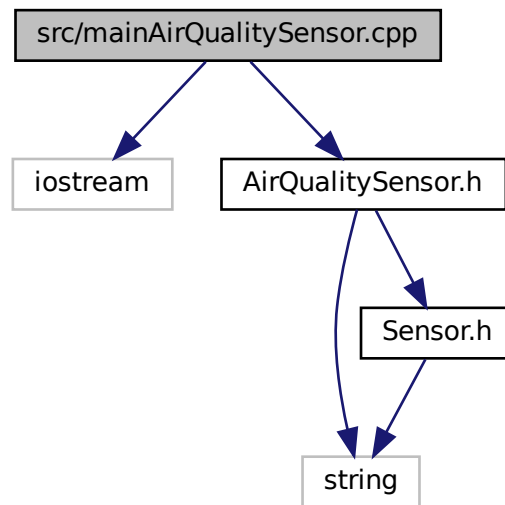 src/mainAirQualitySensor.cpp
iostream
AirQualitySensor.h
Sensor.h
string